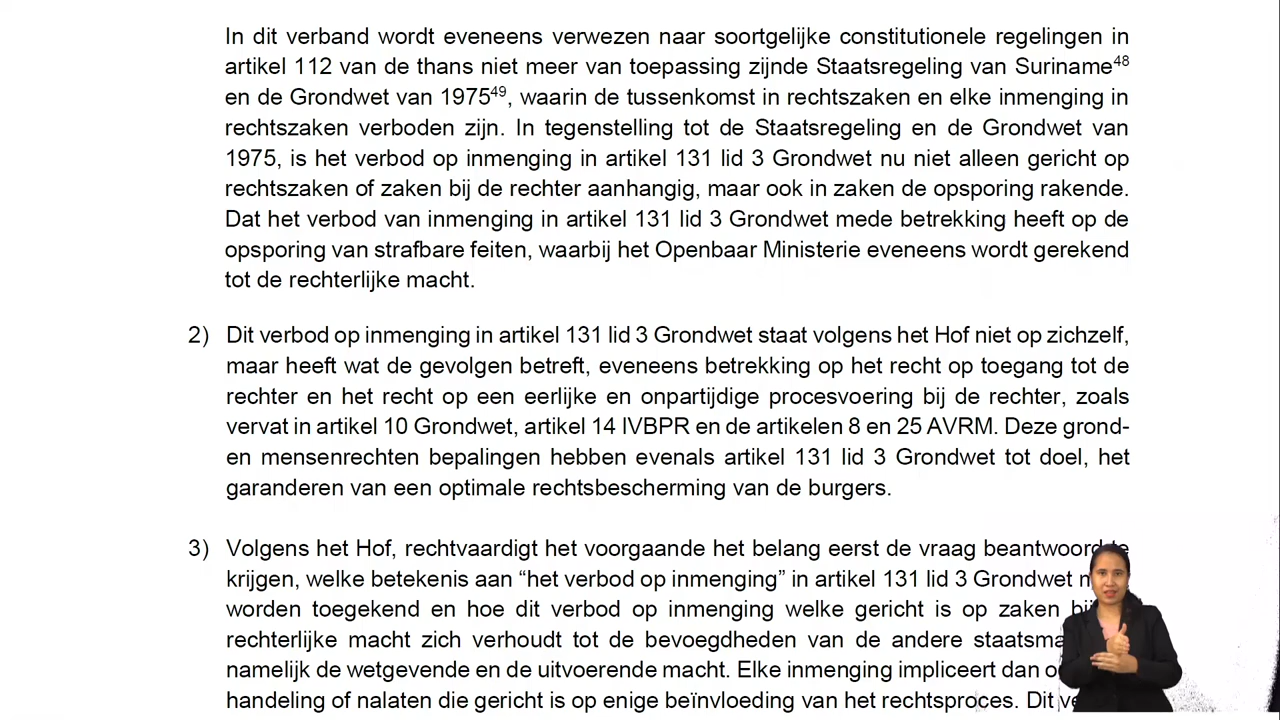 In dit verband wordt eveneens verwezen naar soortgelijke constitutionele regelingen in
artikel 112 van de thans niet meer van toepassing zijnde Staatsregeling van Suriname⁴⁸
en de Grondwet van 1975⁴⁹, waarin de tussenkomst in rechtszaken en elke inmenging in
rechtszaken verboden zijn. In tegenstelling tot de Staatsregeling en de Grondwet van
1975, is het verbod op inmenging in artikel 131 lid 3 Grondwet nu niet alleen gericht op
rechtszaken of zaken bij de rechter aanhangig, maar ook in zaken de opsporing rakende.
Dat het verbod van inmenging in artikel 131 lid 3 Grondwet mede betrekking heeft op de
opsporing van strafbare feiten, waarbij het Openbaar Ministerie eveneens wordt gerekend
tot de rechterlijke macht.
2) Dit verbod op inmenging in artikel 131 lid 3 Grondwet staat volgens het Hof niet op zichzelf,
maar heeft wat de gevolgen betreft, eveneens betrekking op het recht op toegang tot de
rechter en het recht op een eerlijke en onpartijdige procesvoering bij de rechter, zoals
vervat in artikel 10 Grondwet, artikel 14 IVBPR en de artikelen 8 en 25 AVRM. Deze grond-
en mensenrechten bepalingen hebben evenals artikel 131 lid 3 Grondwet tot doel, het
garanderen van een optimale rechtsbescherming van de burgers.
3) Volgens het Hof, rechtvaardigt het voorgaande het belang eerst de vraag beantwoord te
krijgen, welke betekenis aan “het verbod op inmenging” in artikel 131 lid 3 Grondwet
worden toegekend en hoe dit verbod op inmenging welke gericht is op zaken
rechterlijke macht zich verhoudt tot de bevoegdheden van de andere
namelijk de wetgevende en de uitvoerende macht. Elke inmenging impliceert dan
handeling of nalaten die gericht is op enige beïnvloeding van het rechtsproces. Dit